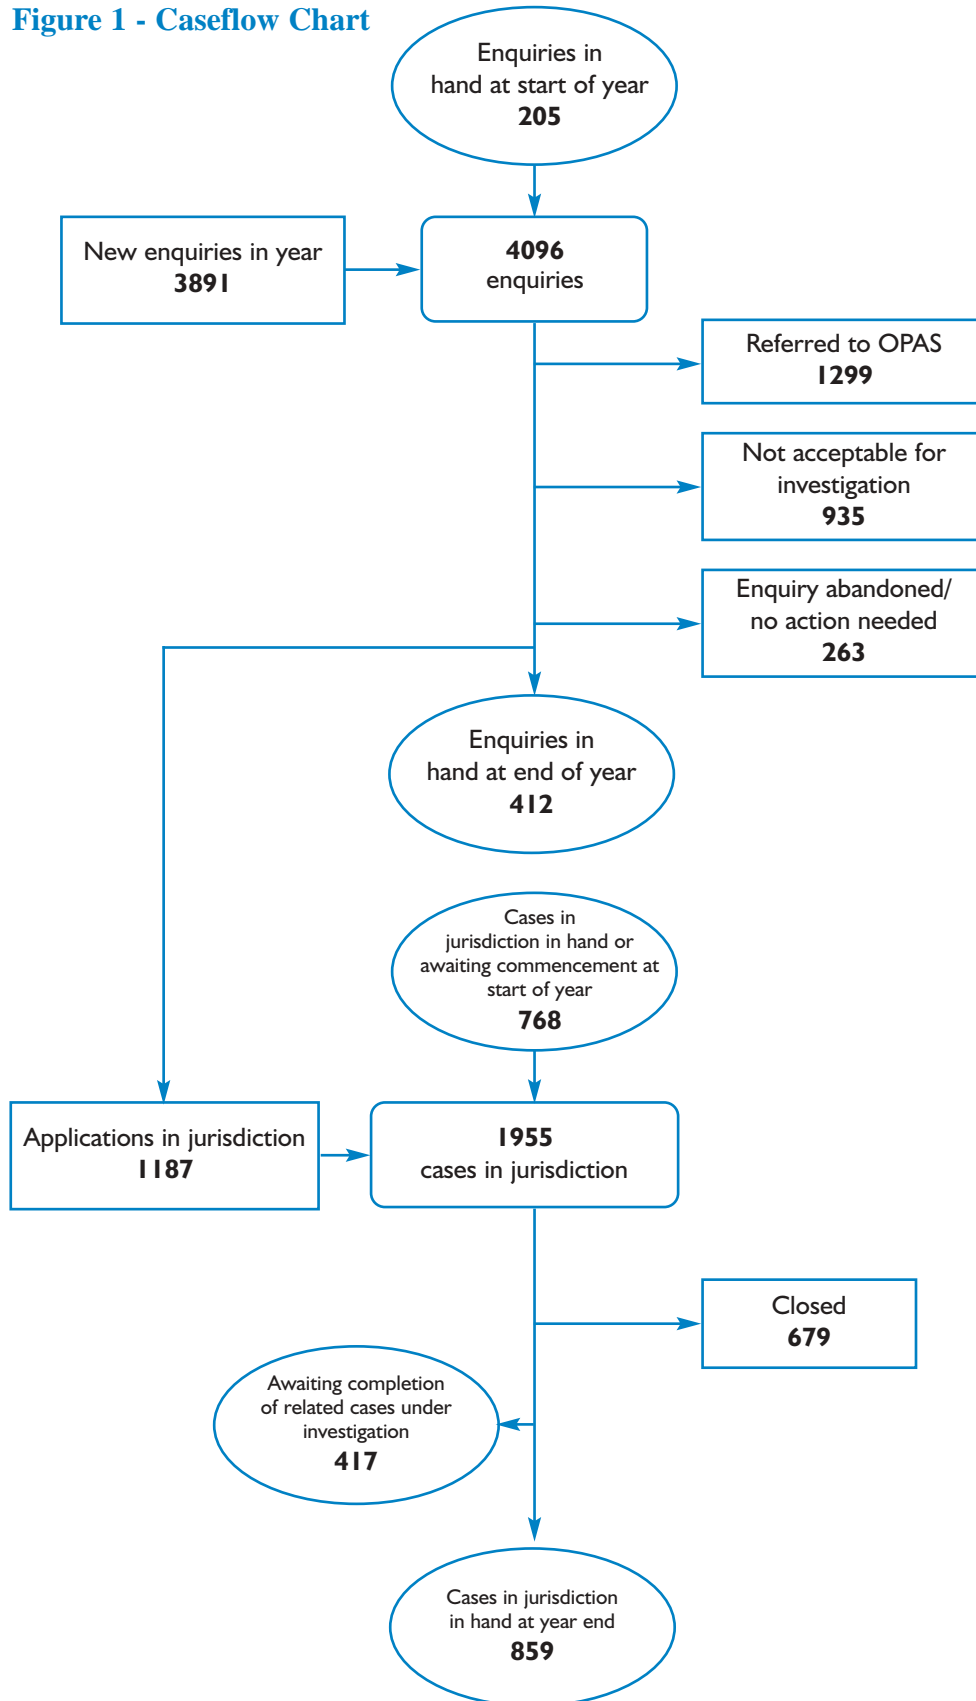 Figure 1 - Caseflow Chart
Enquiries in
hand at start of year
205
New enquiries in year
3891
4096
enquiries
Referred to OPAS
1299
Not acceptable for
investigation
935
Enquiry abandoned/
no action needed
263
Enquiries in
hand at end of year
412
Cases in
jurisdiction in hand or
awaiting commencement at
start of year
768
Applications in jurisdiction
1187
1955
cases in jurisdiction
Closed
679
Awaiting completion
of related cases under
investigation
417
Cases in jurisdiction
in hand at year end
859